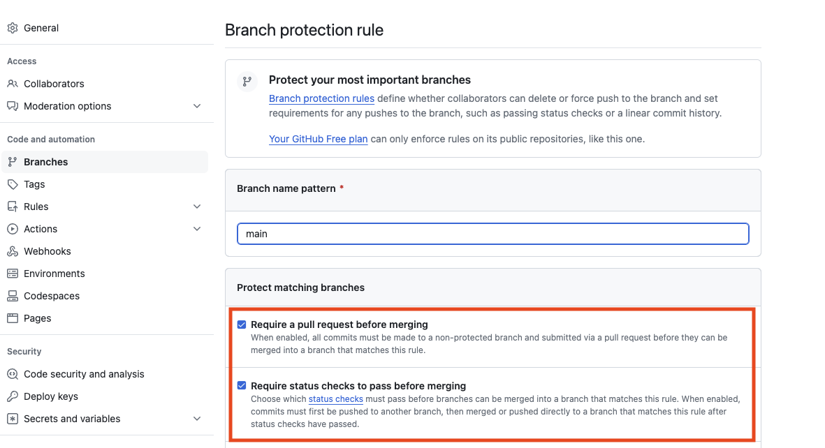 General
Access
Collaborators
Moderation options
Code and automation
Branches
Tags
Rules
Actions
Webhooks
Environments
Codespaces
Pages
Security
Code security and analysis
Deploy keys
Secrets and variables
Branch protection rule
Protect your most important branches
Branch protection rules define whether collaborators can delete or force push to the branch and set
requirements for any pushes to the branch, such as passing status checks or a linear commit history.
Your GitHub Free plan can only enforce rules on its public repositories, like this one.
Branch name pattern *
main
Protect matching branches
Require a pull request before merging
When enabled, all commits must be made to a non-protected branch and submitted via a pull request before they can be
merged into a branch that matches this rule.
Require status checks to pass before merging
Choose which status checks must pass before branches can be merged into a branch that matches this rule. When enabled,
commits must first be pushed to another branch, then merged or pushed directly to a branch that matches this rule after
status checks have passed.